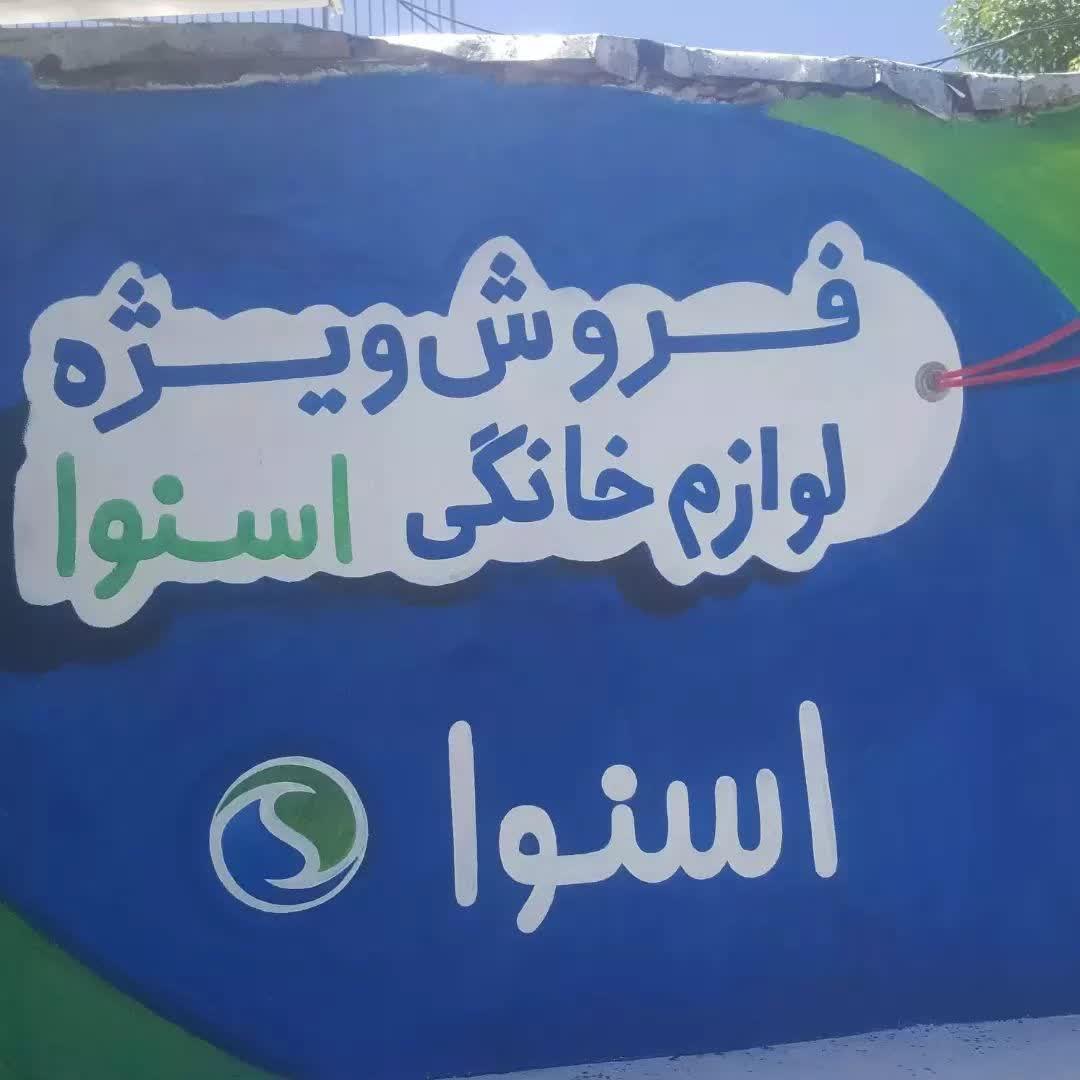 فروش ویژه
لوازم خانگی اسنوا
اسنوا